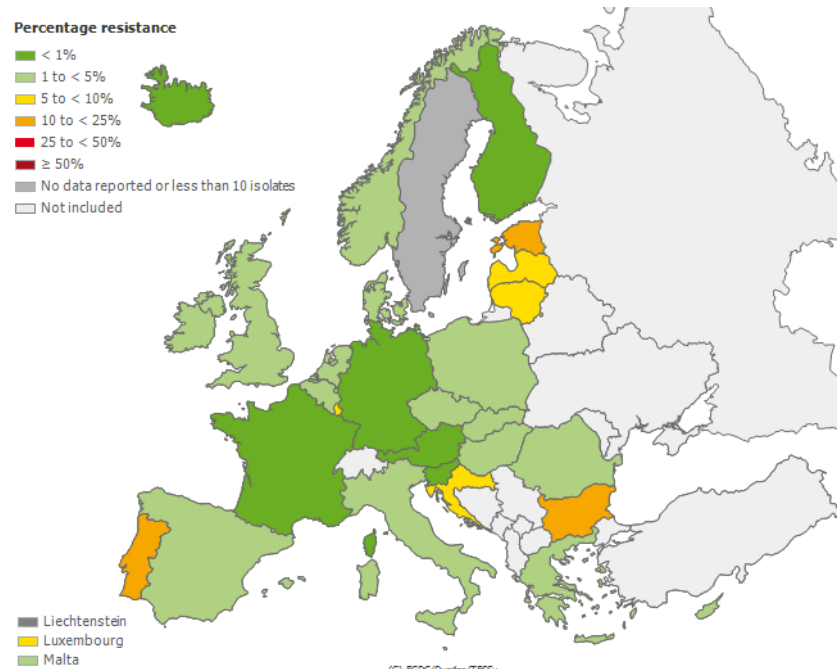 Percentage resistance
< 1%
1 to < 5%
5 to < 10%
10 to < 25%
25 to < 50%
≥ 50%
No data reported or less than 10 isolates
Not included
Liechtenstein
Luxembourg
Malta